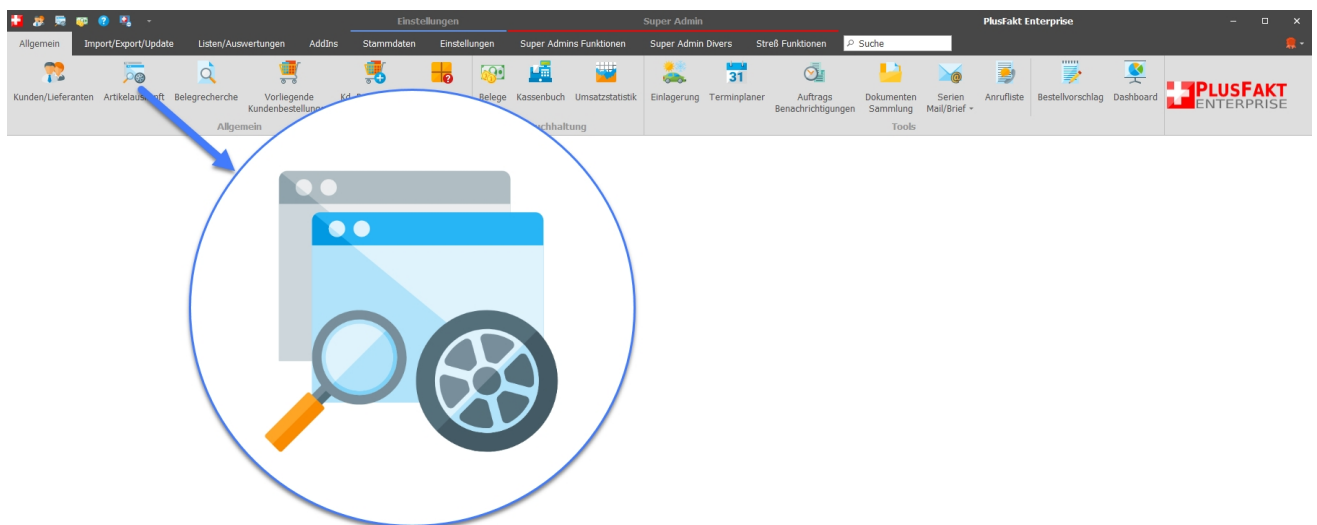 Einstellungen
Super Admin
PlusFakt Enterprise
Allgemein
Import/Export/Update
Listen/Auswertungen
AddIns
Stammdaten
Einstellungen
Super Admins Funktionen
Super Admin Divers
Streß Funktionen
Suche
Kunden/Lieferanten
Belegrecherche
Vorliegende
Kundenbestellung
Belege
Kassenbuch
Umsatzstatistik
Einlagerung
31
Terminplaner
Auftrags
Benachrichtigungen
Dokumenten
Sammlung
Serien
Mail/Brief
Anrufliste
Bestellvorschlag
Dashboard
PLUSFAKT
ENTERPRISE
Allgemein
Tools